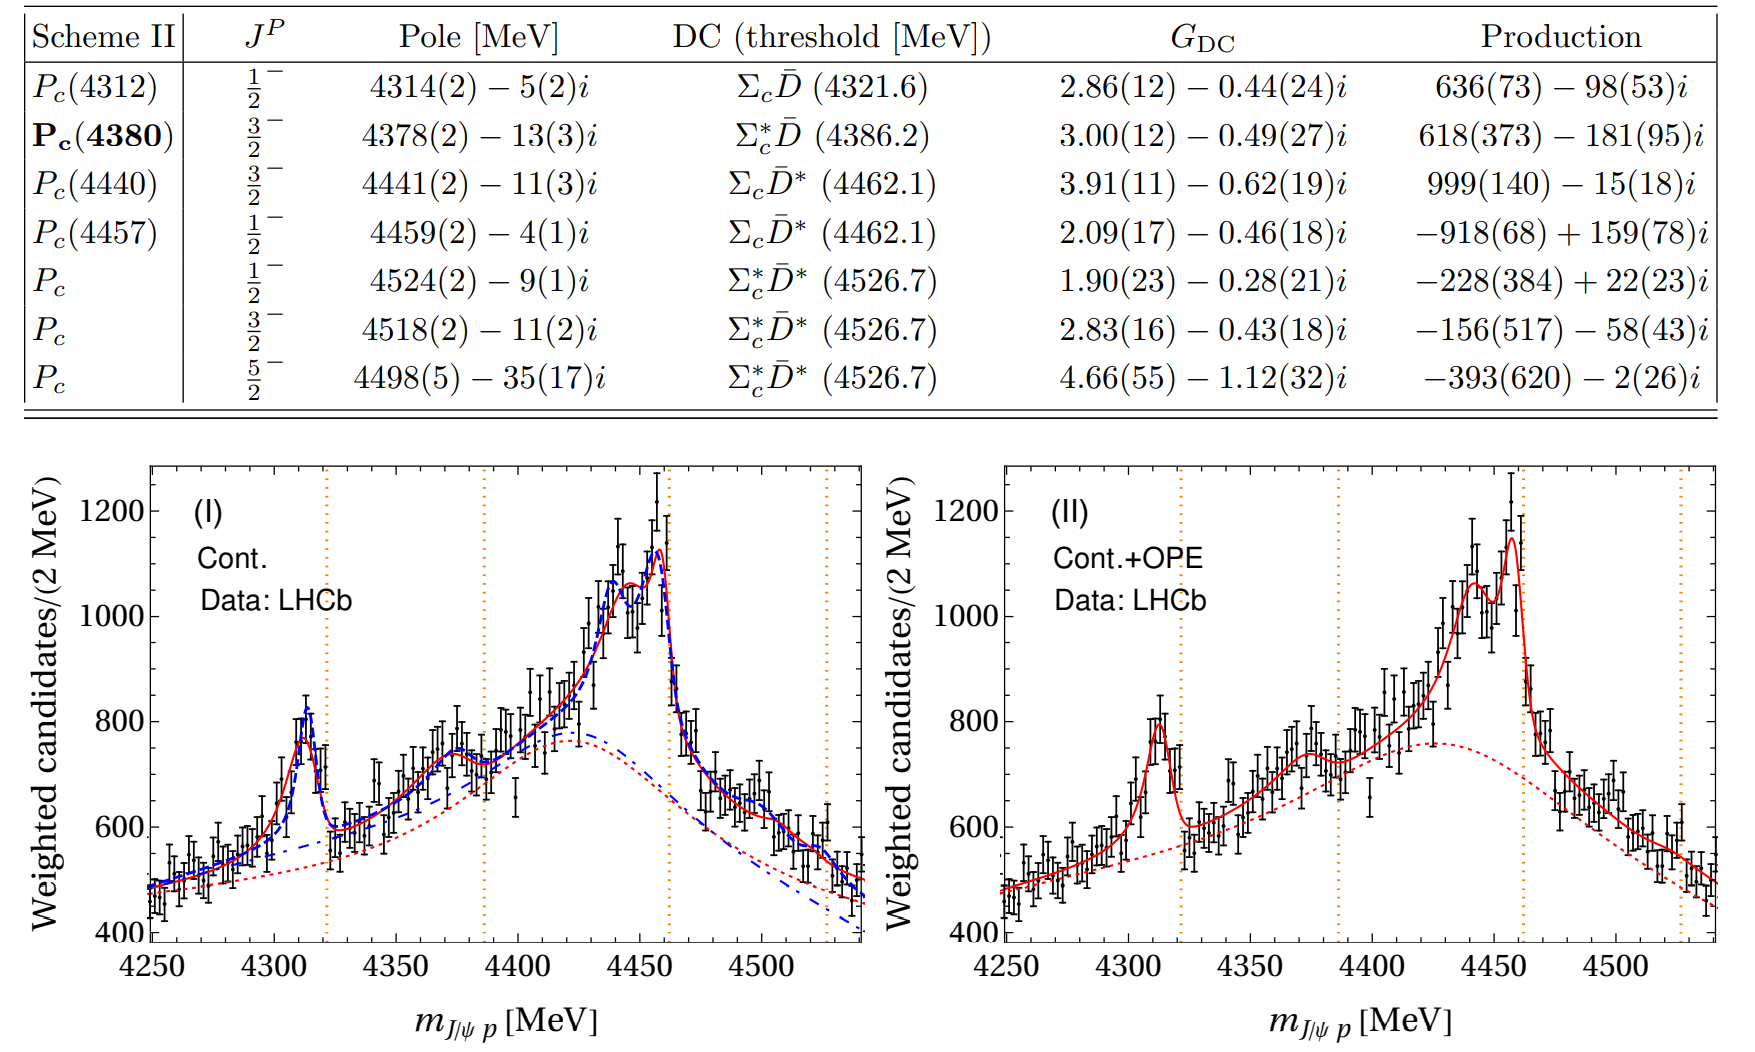 Scheme II J^P Pole [MeV] DC (threshold [MeV]) G_DC Production
P_c(4312) 1/2^− 4314(2) − 5(2)i Σ_c D̄ (4321.6) 2.86(12) − 0.44(24)i 636(73) − 98(53)i
P_c(4380) 3/2^− 4378(2) − 13(3)i Σ_c^* D̄ (4386.2) 3.00(12) − 0.49(27)i 618(373) − 181(95)i
P_c(4440) 3/2^− 4441(2) − 11(3)i Σ_c D̄^* (4462.1) 3.91(11) − 0.62(19)i 999(140) − 15(18)i
P_c(4457) 1/2^− 4459(2) − 4(1)i Σ_c D̄^* (4462.1) 2.09(17) − 0.46(18)i −918(68) + 159(78)i
P_c 1/2^− 4524(2) − 9(1)i Σ_c^* D̄^* (4526.7) 1.90(23) − 0.28(21)i −228(384) + 22(23)i
P_c 3/2^− 4518(2) − 11(2)i Σ_c^* D̄^* (4526.7) 2.83(16) − 0.43(18)i −156(517) − 58(43)i
P_c 5/2^− 4498(5) − 35(17)i Σ_c^* D̄^* (4526.7) 4.66(55) − 1.12(32)i −393(620) − 2(26)i
Weighted candidates/(2 MeV)
1200
1000
800
600
400
(I)
Cont.
Data: LHCb
4250 4300 4350 4400 4450 4500
m_J/ψ p [MeV]
Weighted candidates/(2 MeV)
1200
1000
800
600
400
(II)
Cont.+OPE
Data: LHCb
4250 4300 4350 4400 4450 4500
m_J/ψ p [MeV]